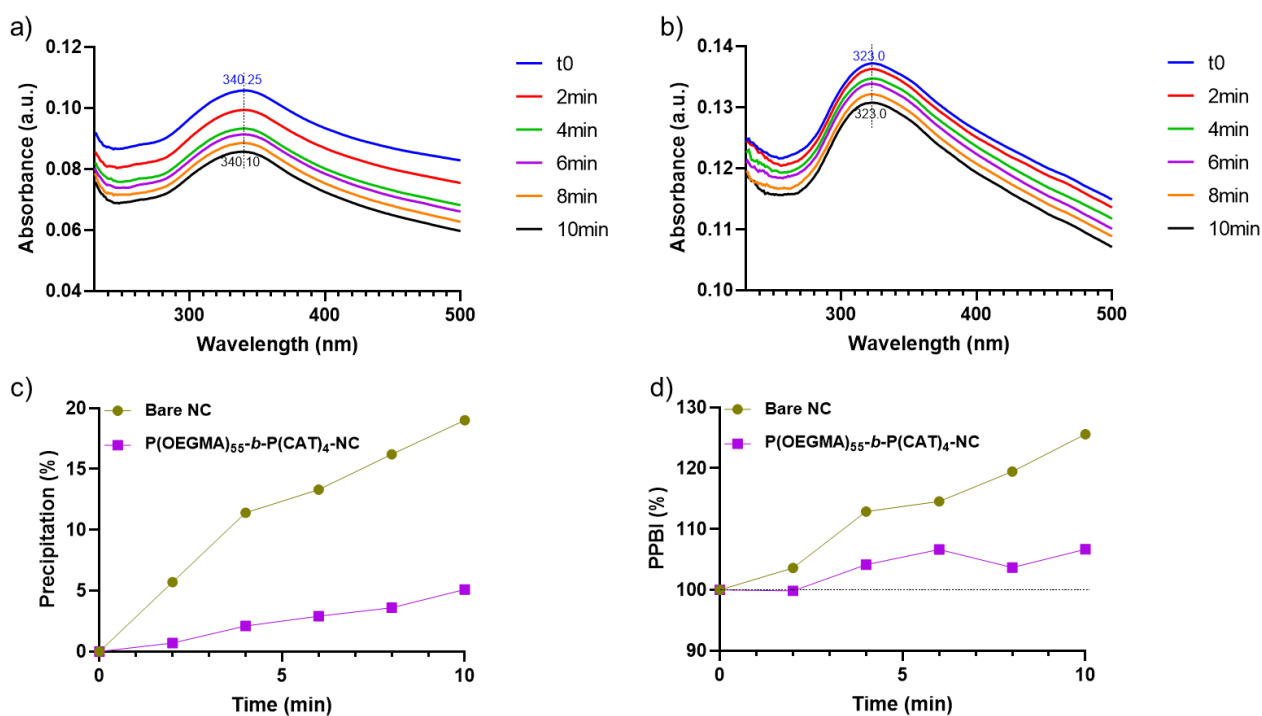 a)
0.12
0.10
0.08
0.06
0.04
Absorbance (a.u.)
340.25
340.10
300
400
500
Wavelength (nm)
t0
2min
4min
6min
8min
10min
b)
0.14
0.13
0.12
0.11
0.10
Absorbance (a.u.)
323.0
323.0
300
400
500
Wavelength (nm)
t0
2min
4min
6min
8min
10min
c)
20
15
10
5
0
Precipitation (%)
Bare NC
P(OEGMA)₅₅-b-P(CAT)₄-NC
0
5
10
Time (min)
d)
130
120
110
100
90
PPBI (%)
Bare NC
P(OEGMA)₅₅-b-P(CAT)₄-NC
0
5
10
Time (min)